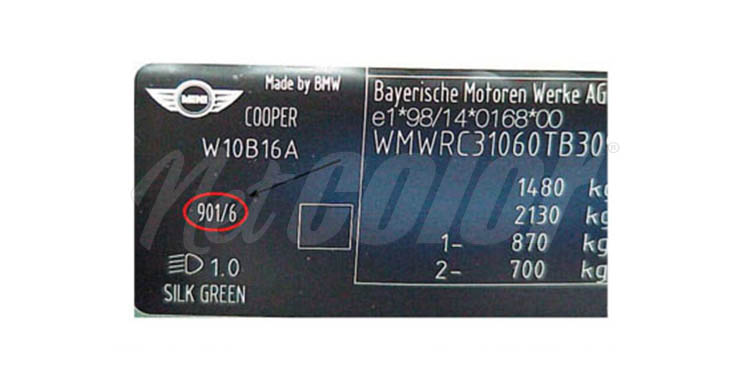 MINI
Made by BMW
COOPER
W10B16A
901/6
1.0
SILK GREEN
Bayerische Motoren Werke AG
e1*98/14*0168*00
WMWRC31060TB30
1480 kg
2130 kg
1- 870 kg
2- 700 kg
NetColor®